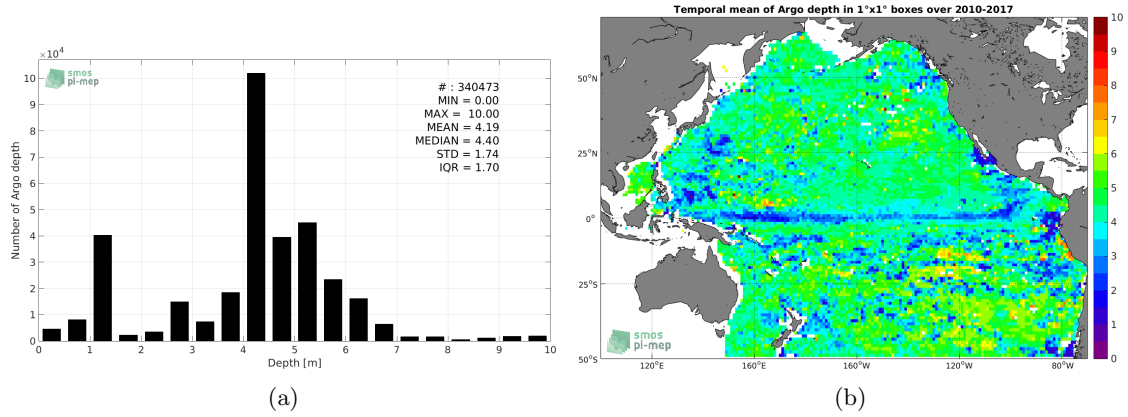 ×10⁴
10
9
8
7
6
5
4
3
2
1
0
Number of Argo depth
smos
pi-mep
# : 340473
MIN = 0.00
MAX = 10.00
MEAN = 4.19
MEDIAN = 4.40
STD = 1.74
IQR = 1.70
0 1 2 3 4 5 6 7 8 9 10
Depth [m]
(a)
Temporal mean of Argo depth in 1°x1° boxes over 2010-2017
50°N
25°N
0°
25°S
50°S
smos
pi-mep
120°E 160°E 160°W 120°W 80°W
10
9
8
7
6
5
4
3
2
1
0
(b)